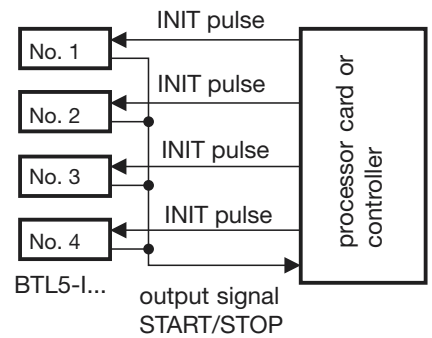 INIT pulse
No. 1
INIT pulse
No. 2
INIT pulse
No. 3
INIT pulse
No. 4
BTL5-I...
output signal
START/STOP
processor card or
controller